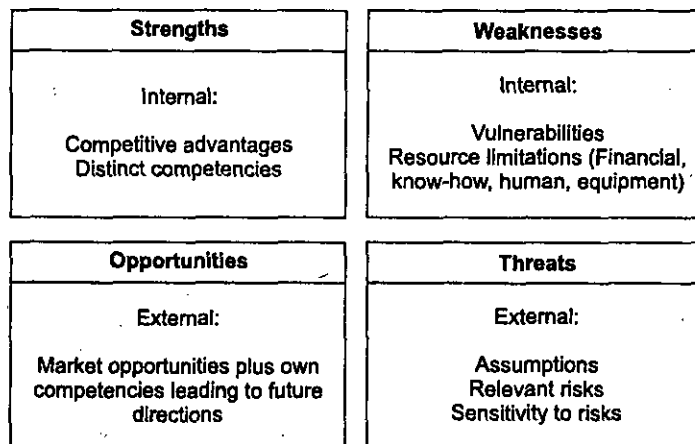 Strengths
Internal:
Competitive advantages
Distinct competencies
Weaknesses
Internal:
Vulnerabilities
Resource limitations (Financial,
know-how, human, equipment)
Opportunities
External:
Market opportunities plus own
competencies leading to future
directions
Threats
External:
Assumptions
Relevant risks
Sensitivity to risks